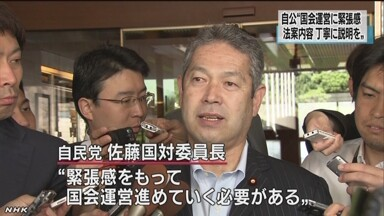 自公“国会運営に緊張感
法案内容 丁寧に説明を„
自民党 佐藤国対委員長
“緊張感をもって
国会運営進めていく必要がある„
NHK